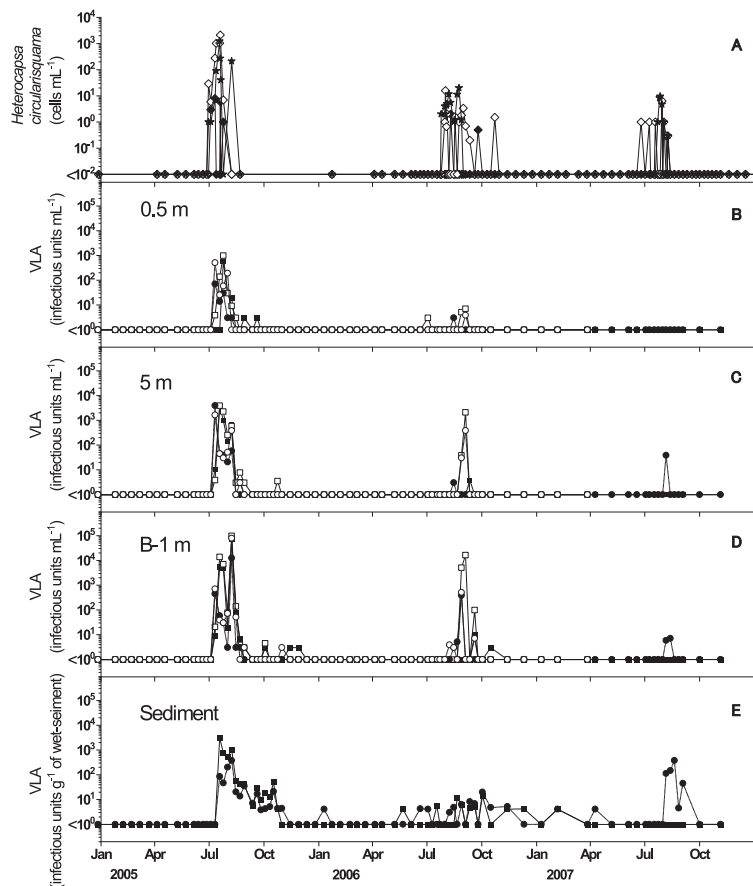 Heterocapsa
circularisquama
(cells mL⁻¹)
10⁴
10³
10²
10¹
10⁰
10⁻¹
<10⁻²
A
VLA
(infectious units mL⁻¹)
10⁵
10⁴
10³
10²
10¹
<10⁰
0.5 m
B
VLA
(infectious units mL⁻¹)
10⁵
10⁴
10³
10²
10¹
<10⁰
5 m
C
VLA
(infectious units mL⁻¹)
10⁵
10⁴
10³
10²
10¹
<10⁰
B-1 m
D
VLA
(infectious units g⁻¹ of wet-seiment)
10⁵
10⁴
10³
10²
10¹
<10⁰
Sediment
E
Jan Apr Jul Oct Jan Apr Jul Oct Jan Apr Jul Oct
2005 2006 2007